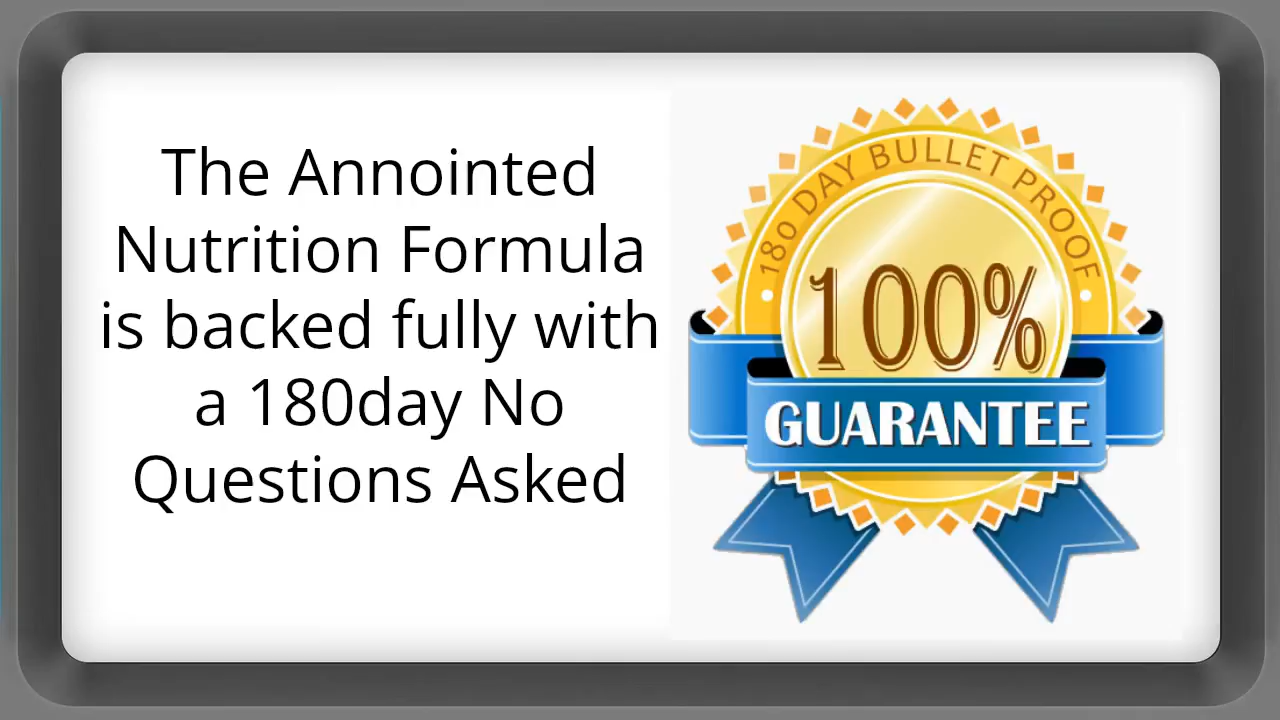 The Annointed
Nutrition Formula
is backed fully with
a 180day No
Questions Asked
180 DAY BULLET PROOF
100%
GUARANTEE